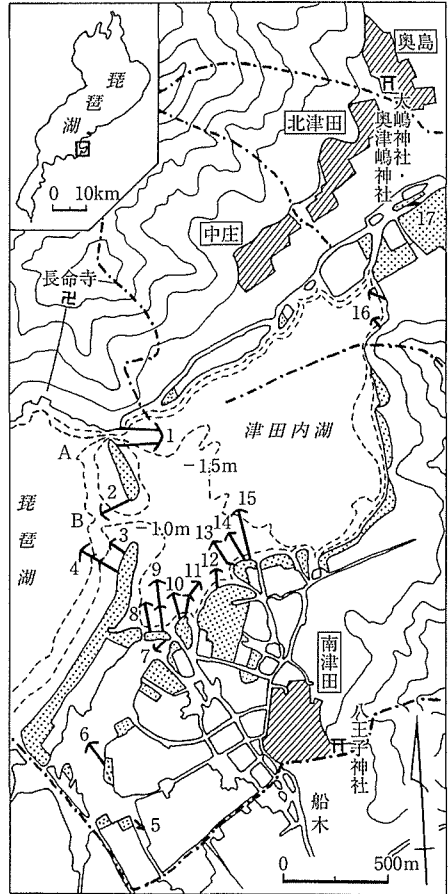 琵琶湖
0 10km
奥島
大嶋神社・
奥津嶋神社
北津田
中庄
17
16
長命寺
卍
1
A
津田内湖
-1.5m
2
B
-1.0m
琵琶湖
3
4
15
14
13
12
11
10
9
8
7
南津田
八王子神社
6
5
船木
0 500m